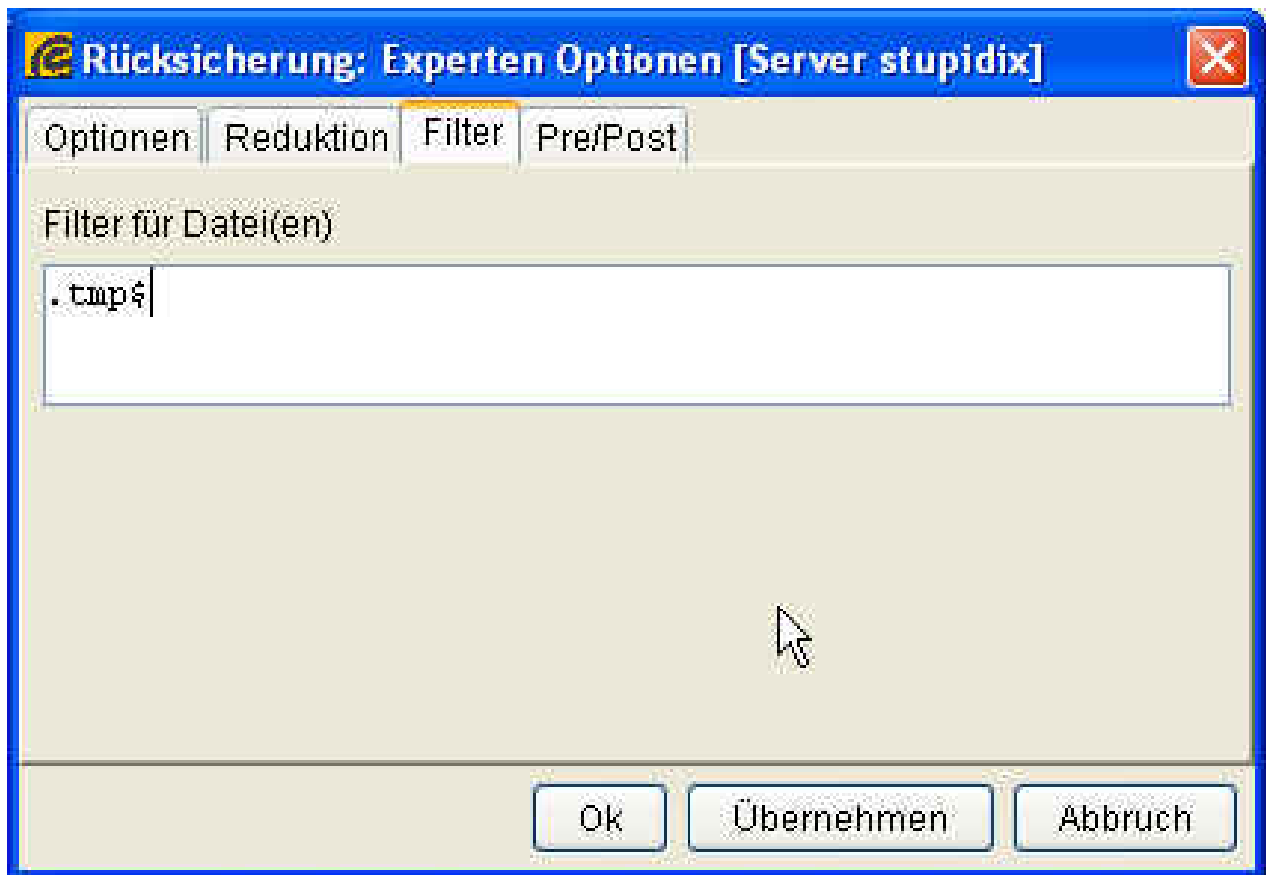 Rücksicherung: Experten Optionen [Server stupidix]
Optionen Reduktion Filter Pre/Post
Filter für Datei(en)
.tmp$
Ok Übernehmen Abbruch